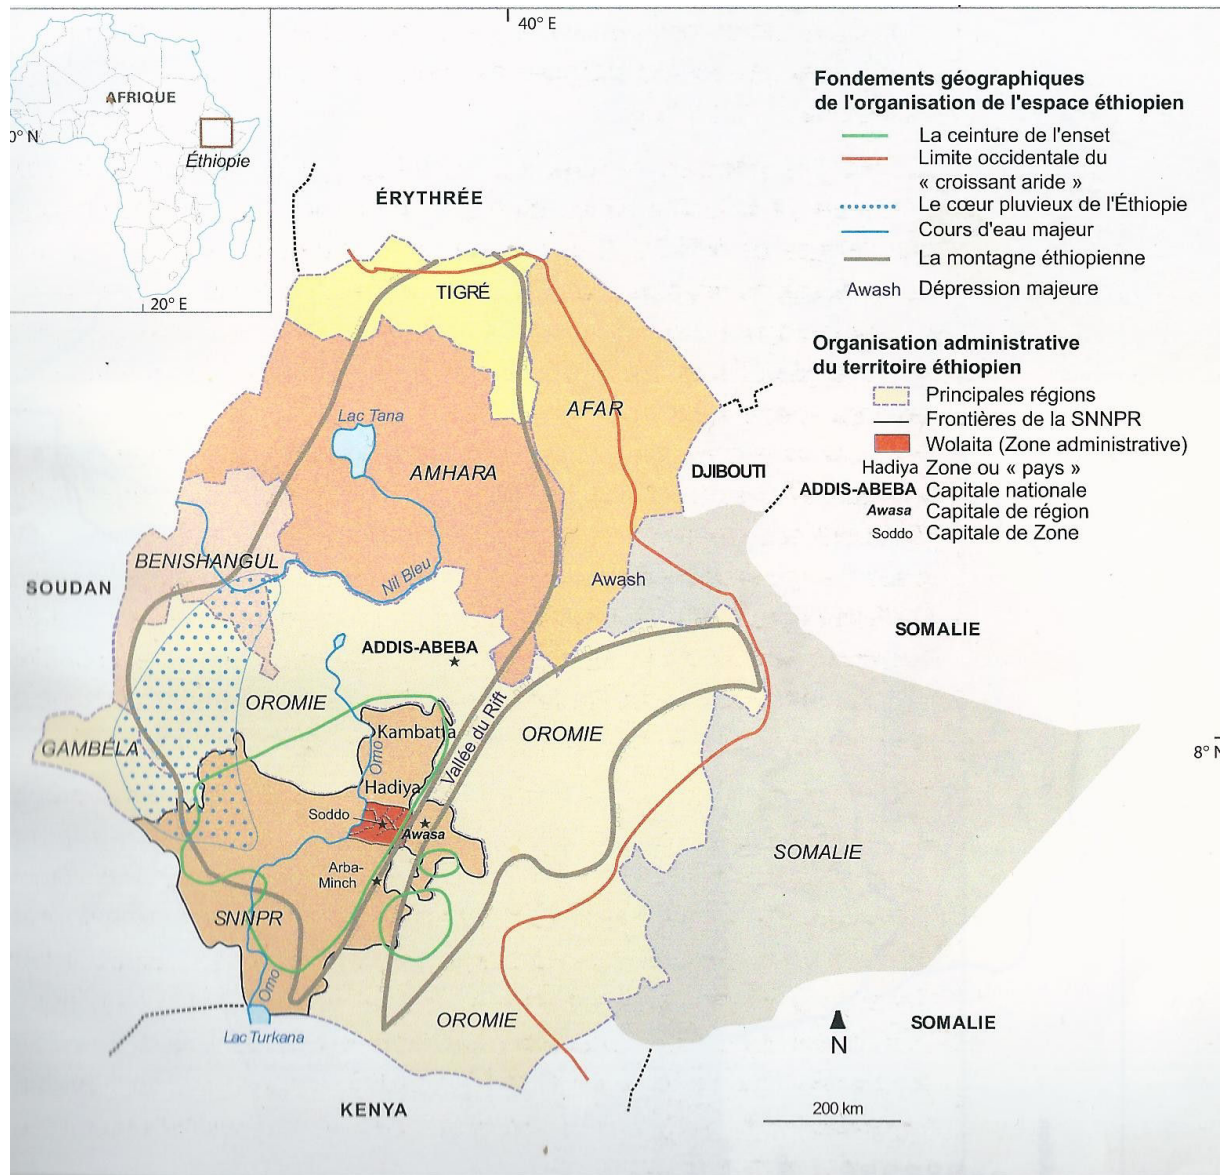 40° E
AFRIQUE
0° N
Éthiopie
20° E
Fondements géographiques
de l'organisation de l'espace éthiopien
La ceinture de l'enset
Limite occidentale du
« croissant aride »
Le cœur pluvieux de l'Éthiopie
Cours d'eau majeur
La montagne éthiopienne
Awash Dépression majeure
Organisation administrative
du territoire éthiopien
Principales régions
Frontières de la SNNPR
Wolaita (Zone administrative)
Hadiya Zone ou « pays »
ADDIS-ABEBA Capitale nationale
Awasa Capitale de région
Soddo Capitale de Zone
ÉRYTHRÉE
TIGRÉ
Lac Tana
AFAR
AMHARA
DJIBOUTI
BENISHANGUL
Nil Bleu
Awash
SOUDAN
SOMALIE
ADDIS-ABEBA
OROMIE
Vallée du Rift
OROMIE
Kambatta
GAMBÉLA
Omo
8° N
Hadiya
Soddo
Awasa
SOMALIE
Arba-
Minch
SNNPR
Omo
OROMIE
SOMALIE
Lac Turkana
N
KENYA
200 km